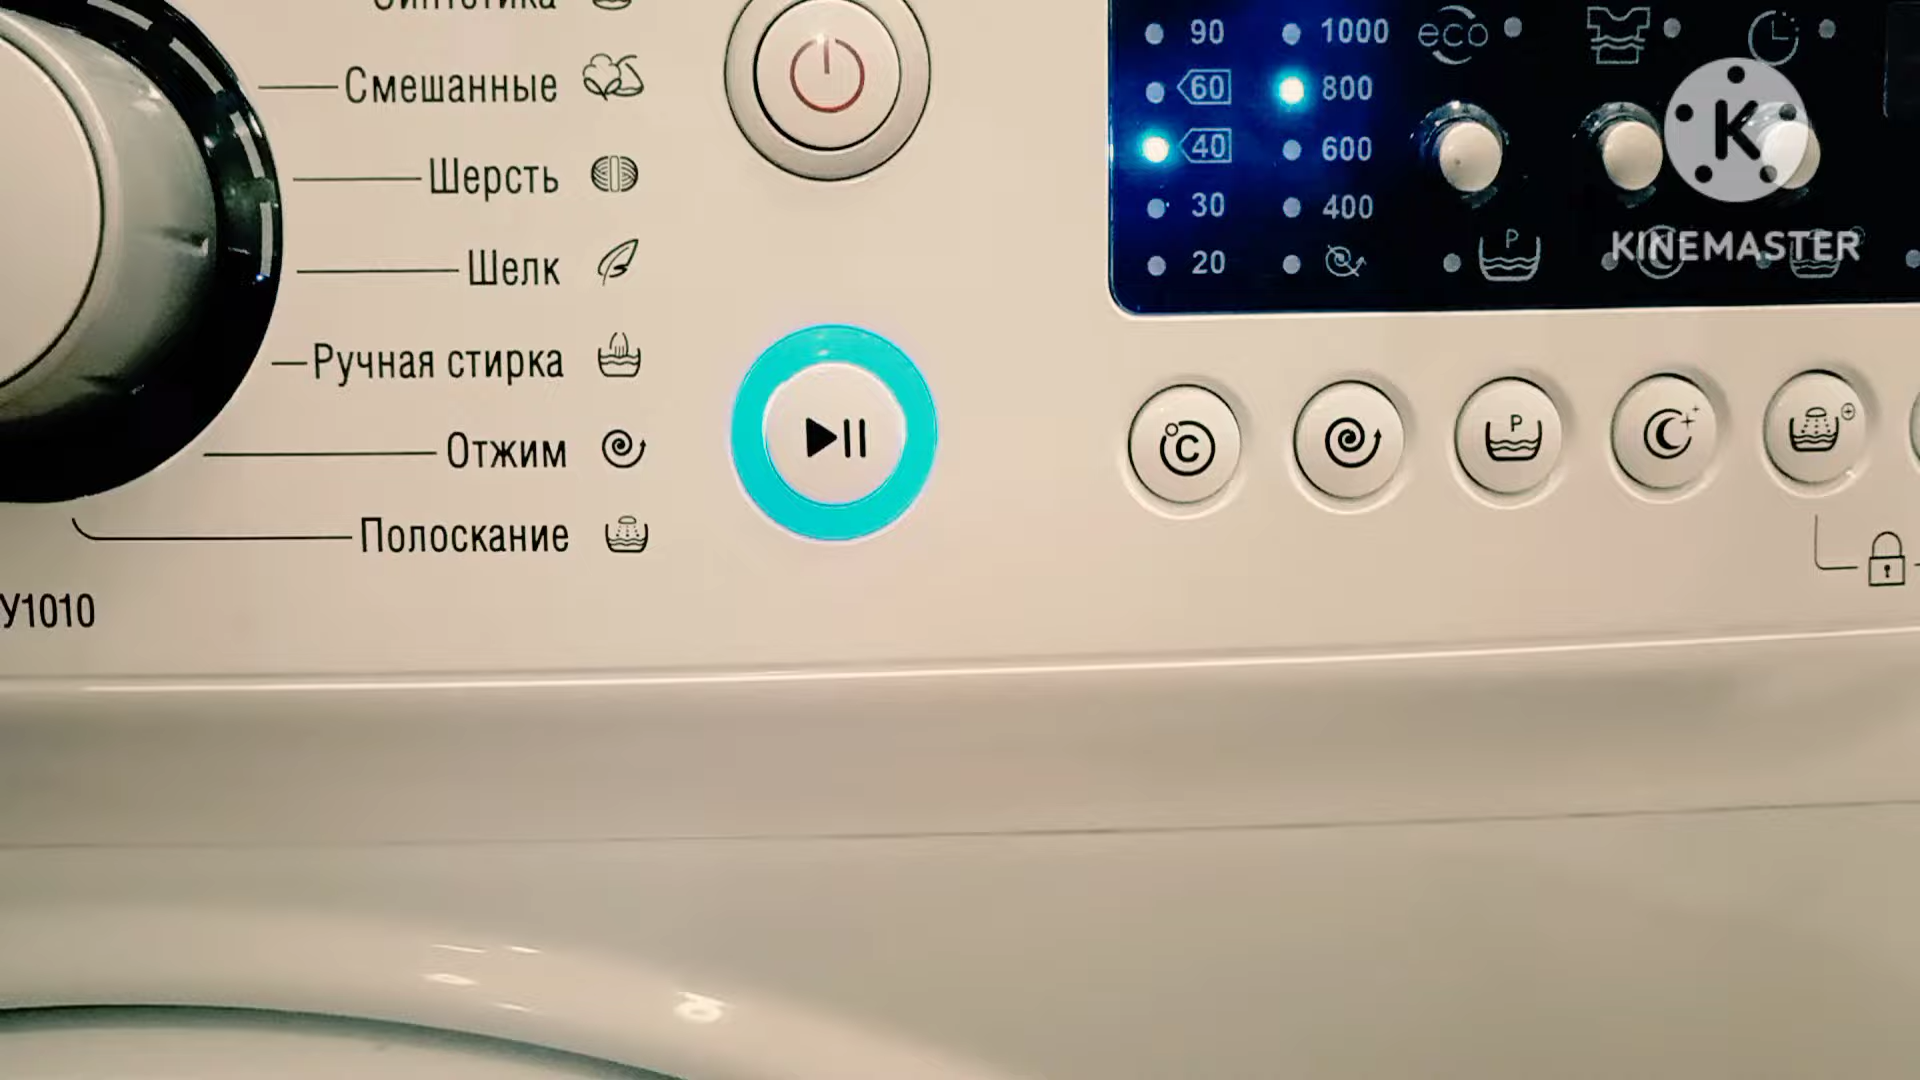 Синтетика
Смешанные
Шерсть
Шелк
Ручная стирка
Отжим
Полоскание
У1010
90
60
40
30
20
1000
800
600
400
eco
P
°C
P
K
KINEMASTER